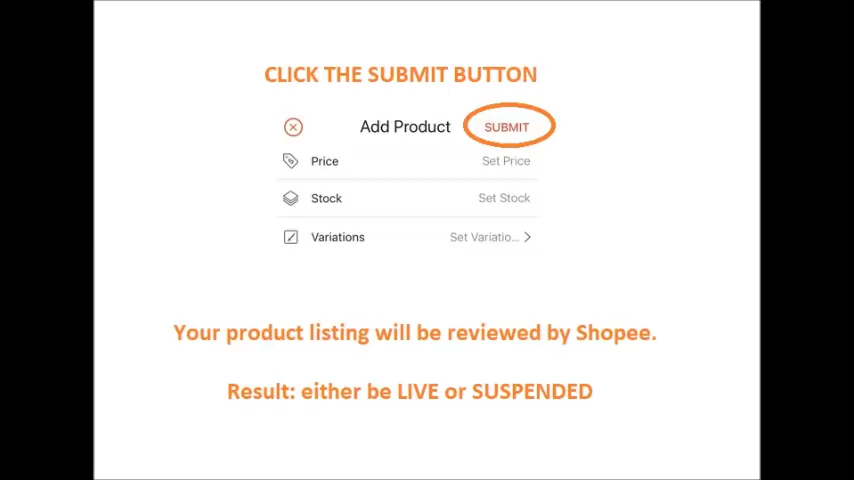 CLICK THE SUBMIT BUTTON
Add Product SUBMIT
Price Set Price
Stock Set Stock
Variations Set Variatio...
Your product listing will be reviewed by Shopee.
Result: either be LIVE or SUSPENDED